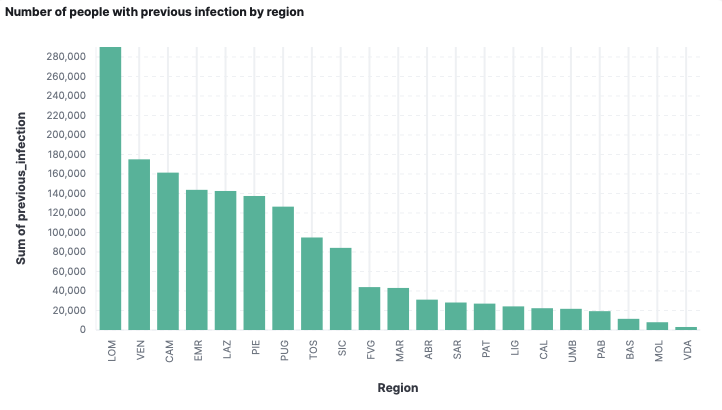 Number of people with previous infection by region
Sum of previous_infection
280,000
260,000
240,000
220,000
200,000
180,000
160,000
140,000
120,000
100,000
80,000
60,000
40,000
20,000
0
LOM
VEN
CAM
EMR
LAZ
PIE
PUG
TOS
SIC
FVG
MAR
ABR
SAR
PAT
LIG
CAL
UMB
PAB
BAS
MOL
VDA
Region